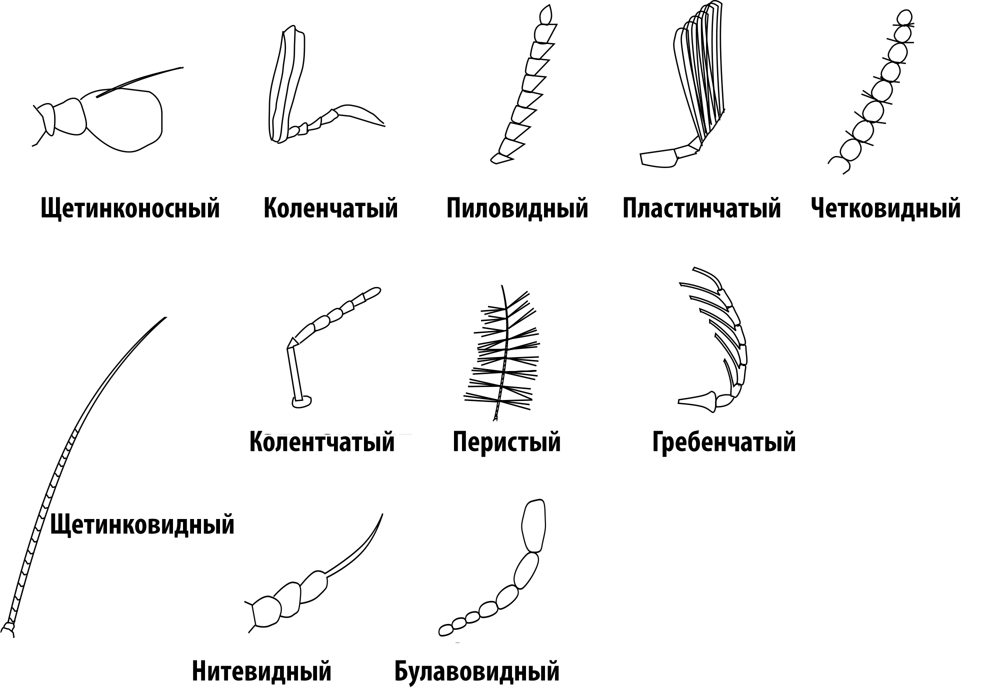 Щетинконосный
Коленчатый
Пиловидный
Пластинчатый
Четковидный
Колентчатый
Перистый
Гребенчатый
Щетинковидный
Нитевидный
Булавовидный